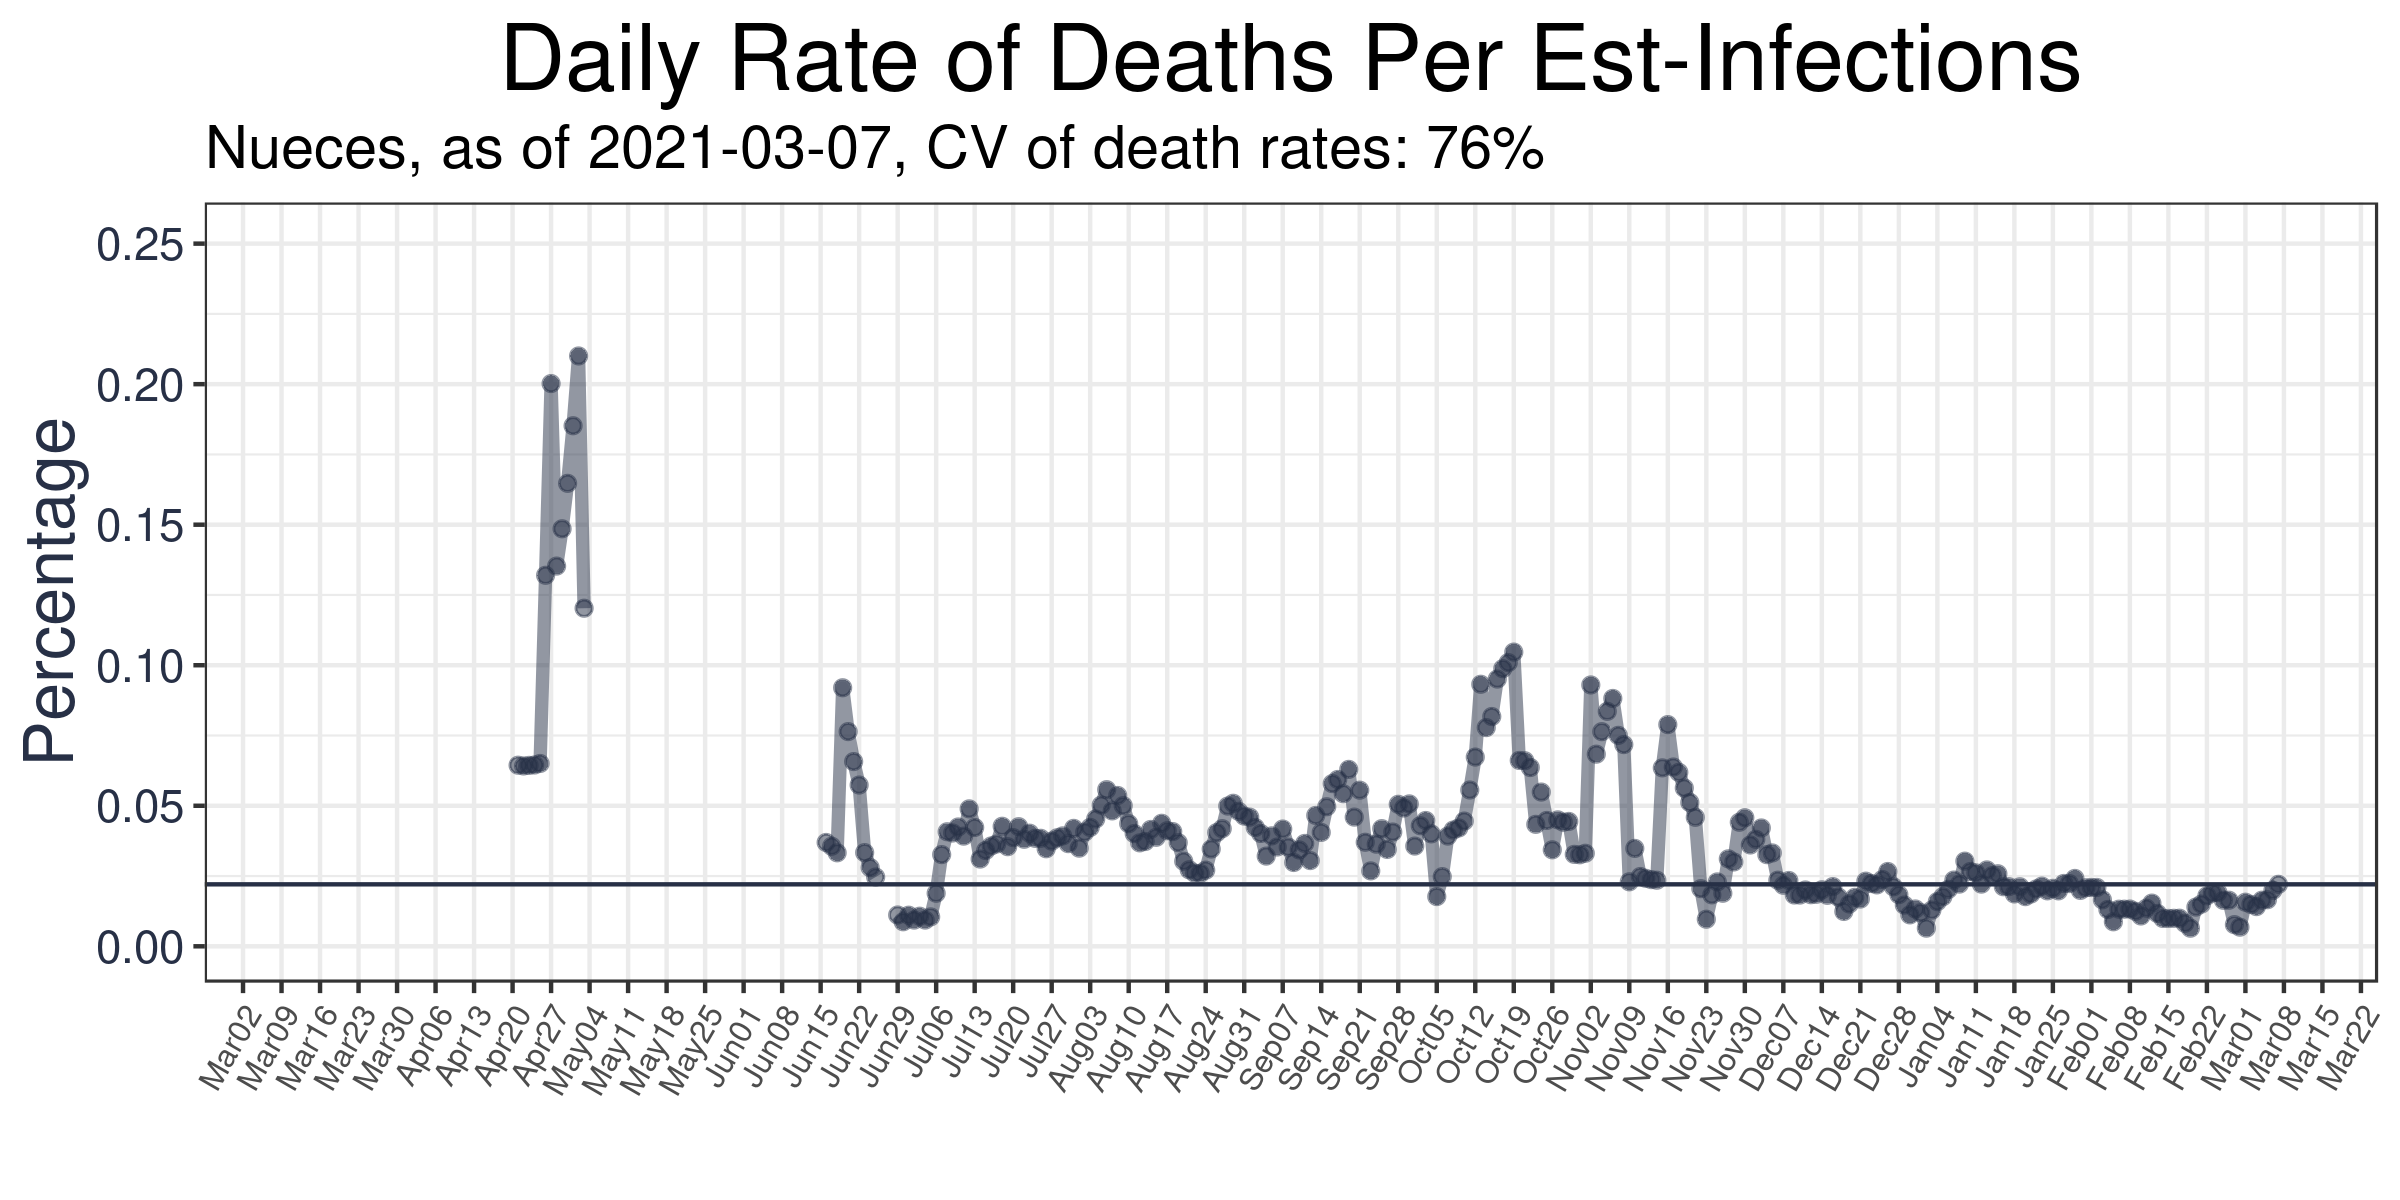 Daily Rate of Deaths Per Est-Infections
Nueces, as of 2021-03-07, CV of death rates: 76%
Percentage
0.25
0.20
0.15
0.10
0.05
0.00
Mar02
Mar09
Mar16
Mar23
Mar30
Apr06
Apr13
Apr20
Apr27
May04
May11
May18
May25
Jun01
Jun08
Jun15
Jun22
Jun29
Jul06
Jul13
Jul20
Jul27
Aug03
Aug10
Aug17
Aug24
Aug31
Sep07
Sep14
Sep21
Sep28
Oct05
Oct12
Oct19
Oct26
Nov02
Nov09
Nov16
Nov23
Nov30
Dec07
Dec14
Dec21
Dec28
Jan04
Jan11
Jan18
Jan25
Feb01
Feb08
Feb15
Feb22
Mar01
Mar08
Mar15
Mar22